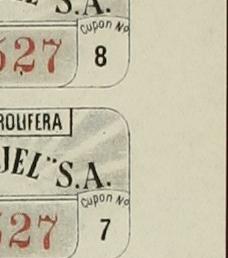 S.A.
Cupon Nº
527 8
ROLIFERA
JEL" S.A.
Cupon Nº
527 7